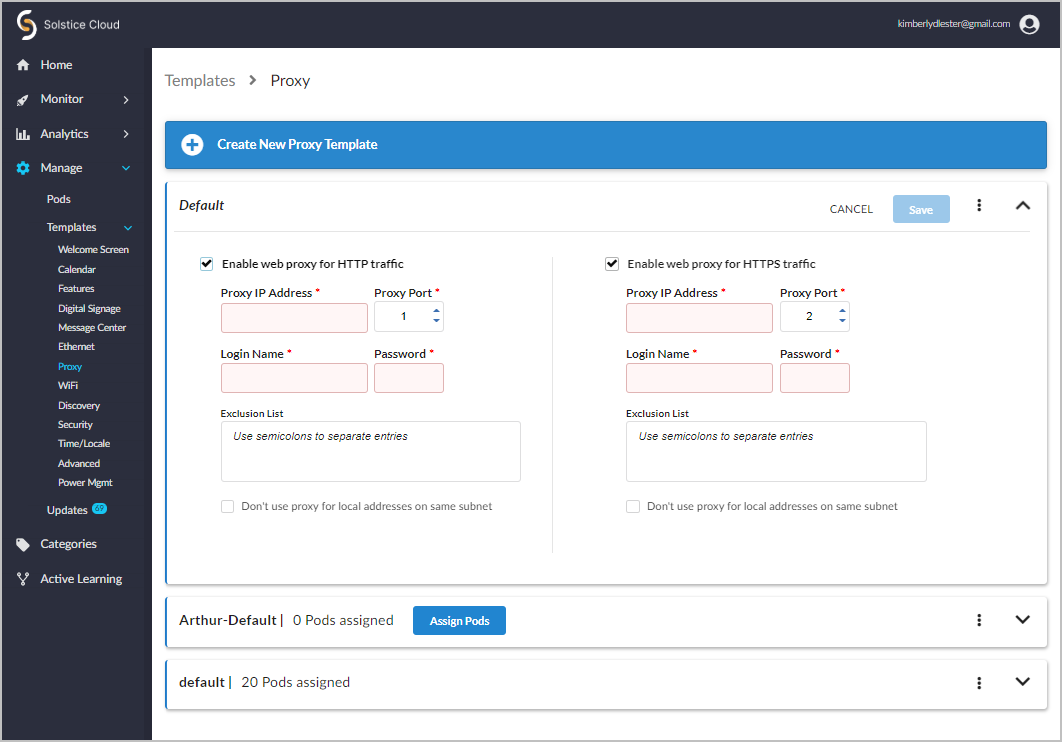 Solstice Cloud
kimberlydlester@gmail.com
Home
Monitor
Analytics
Manage
Pods
Templates
Welcome Screen
Calendar
Features
Digital Signage
Message Center
Ethernet
Proxy
WiFi
Discovery
Security
Time/Locale
Advanced
Power Mgmt
Updates 69
Categories
Active Learning
Templates > Proxy
Create New Proxy Template
Default
CANCEL Save
Enable web proxy for HTTP traffic
Proxy IP Address * Proxy Port *
1
Login Name * Password *
Exclusion List
Use semicolons to separate entries
Don't use proxy for local addresses on same subnet
Enable web proxy for HTTPS traffic
Proxy IP Address * Proxy Port *
2
Login Name * Password *
Exclusion List
Use semicolons to separate entries
Don't use proxy for local addresses on same subnet
Arthur-Default | 0 Pods assigned Assign Pods
default | 20 Pods assigned